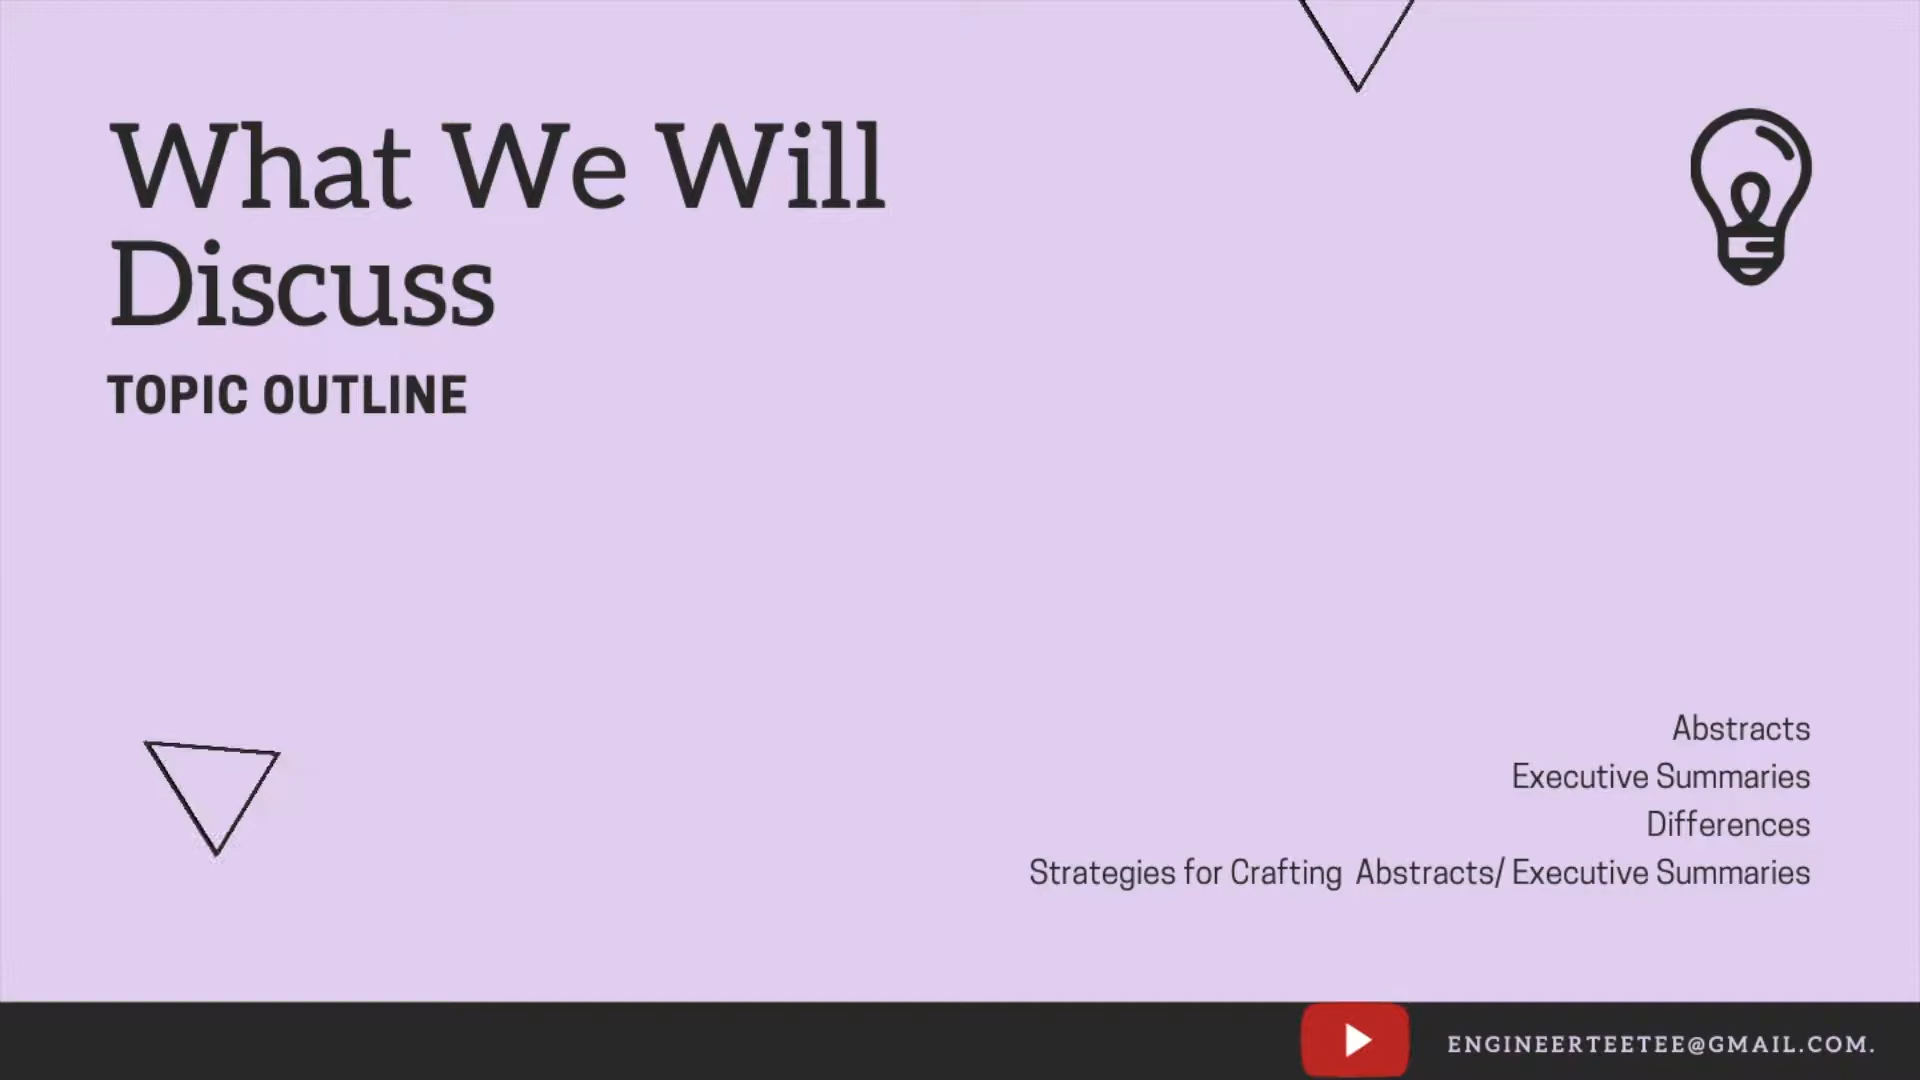 What We Will
Discuss
TOPIC OUTLINE
Abstracts
Executive Summaries
Differences
Strategies for Crafting  Abstracts/ Executive Summaries
ENGINEERTEETEE@GMAIL.COM.